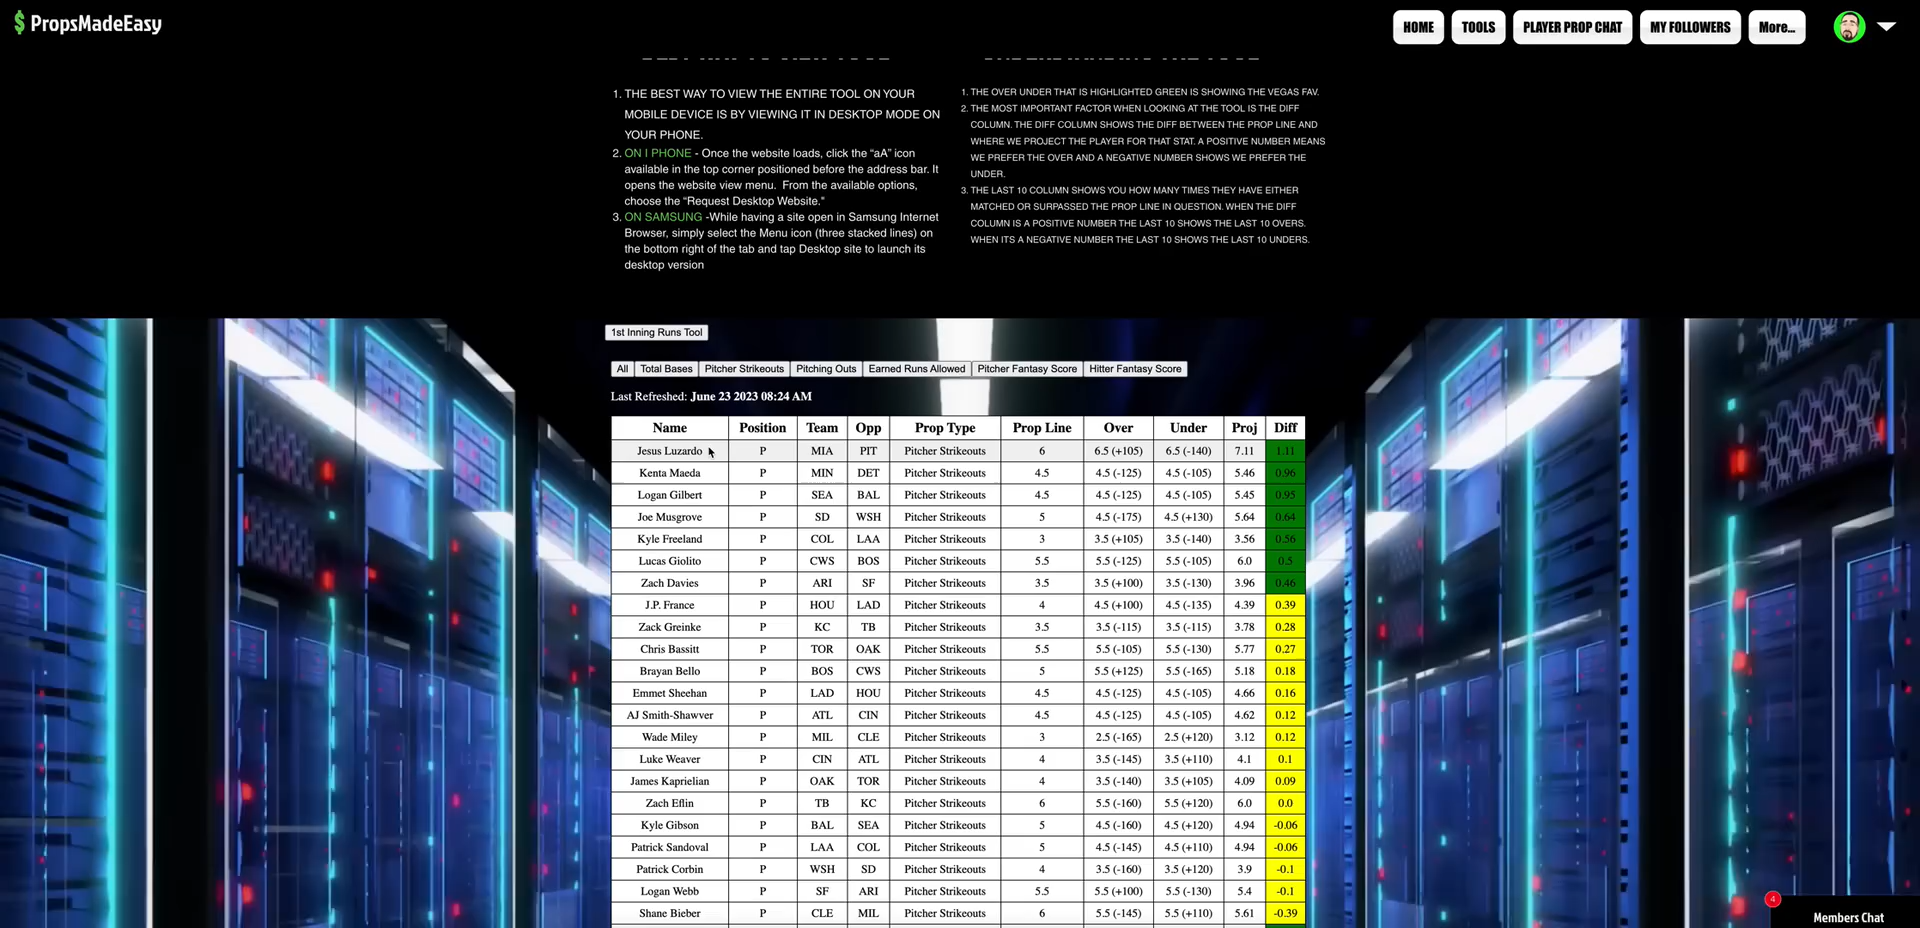 $ PropsMadeEasy
HOME TOOLS PLAYER PROP CHAT MY FOLLOWERS More...
1. THE BEST WAY TO VIEW THE ENTIRE TOOL ON YOUR
MOBILE DEVICE IS BY VIEWING IT IN DESKTOP MODE ON
YOUR PHONE.
2. ON I PHONE - Once the website loads, click the “aA” icon
available in the top corner positioned before the address bar. It
opens the website view menu.  From the available options,
choose the “Request Desktop Website.”
3. ON SAMSUNG -While having a site open in Samsung Internet
Browser, simply select the Menu icon (three stacked lines) on
the bottom right of the tab and tap Desktop site to launch its
desktop version
1. THE OVER UNDER THAT IS HIGHLIGHTED GREEN IS SHOWING THE VEGAS FAV.
2. THE MOST IMPORTANT FACTOR WHEN LOOKING AT THE TOOL IS THE DIFF
COLUMN. THE DIFF COLUMN SHOWS THE DIFF BETWEEN THE PROP LINE AND
WHERE WE PROJECT THE PLAYER FOR THAT STAT. A POSITIVE NUMBER MEANS
WE PREFER THE OVER AND A NEGATIVE NUMBER SHOWS WE PREFER THE
UNDER.
3. THE LAST 10 COLUMN SHOWS YOU HOW MANY TIMES THEY HAVE EITHER
MATCHED OR SURPASSED THE PROP LINE IN QUESTION. WHEN THE DIFF
COLUMN IS A POSITIVE NUMBER THE LAST 10 SHOWS THE LAST 10 OVERS.
WHEN ITS A NEGATIVE NUMBER THE LAST 10 SHOWS THE LAST 10 UNDERS.
1st Inning Runs Tool
All Total Bases Pitcher Strikeouts Pitching Outs Earned Runs Allowed Pitcher Fantasy Score Hitter Fantasy Score
Last Refreshed: June 23 2023 08:24 AM
Name Position Team Opp Prop Type Prop Line Over Under Proj Diff
Jesus Luzardo P MIA PIT Pitcher Strikeouts 6 6.5 (+105) 6.5 (-140) 7.11 1.11
Kenta Maeda P MIN DET Pitcher Strikeouts 4.5 4.5 (-125) 4.5 (-105) 5.46 0.96
Logan Gilbert P SEA BAL Pitcher Strikeouts 4.5 4.5 (-125) 4.5 (-105) 5.45 0.95
Joe Musgrove P SD WSH Pitcher Strikeouts 5 4.5 (-175) 4.5 (+130) 5.64 0.64
Kyle Freeland P COL LAA Pitcher Strikeouts 3 3.5 (+105) 3.5 (-140) 3.56 0.56
Lucas Giolito P CWS BOS Pitcher Strikeouts 5.5 5.5 (-125) 5.5 (-105) 6.0 0.5
Zach Davies P ARI SF Pitcher Strikeouts 3.5 3.5 (+100) 3.5 (-130) 3.96 0.46
J.P. France P HOU LAD Pitcher Strikeouts 4 4.5 (+100) 4.5 (-135) 4.39 0.39
Zack Greinke P KC TB Pitcher Strikeouts 3.5 3.5 (-115) 3.5 (-115) 3.78 0.28
Chris Bassitt P TOR OAK Pitcher Strikeouts 5.5 5.5 (-105) 5.5 (-130) 5.77 0.27
Brayan Bello P BOS CWS Pitcher Strikeouts 5 5.5 (+125) 5.5 (-165) 5.18 0.18
Emmet Sheehan P LAD HOU Pitcher Strikeouts 4.5 4.5 (-125) 4.5 (-105) 4.66 0.16
AJ Smith-Shawver P ATL CIN Pitcher Strikeouts 4.5 4.5 (-125) 4.5 (-105) 4.62 0.12
Wade Miley P MIL CLE Pitcher Strikeouts 3 2.5 (-165) 2.5 (+120) 3.12 0.12
Luke Weaver P CIN ATL Pitcher Strikeouts 4 3.5 (-145) 3.5 (+110) 4.1 0.1
James Kaprielian P OAK TOR Pitcher Strikeouts 4 3.5 (-140) 3.5 (+105) 4.09 0.09
Zach Eflin P TB KC Pitcher Strikeouts 6 5.5 (-160) 5.5 (+120) 6.0 0.0
Kyle Gibson P BAL SEA Pitcher Strikeouts 5 4.5 (-160) 4.5 (+120) 4.94 -0.06
Patrick Sandoval P LAA COL Pitcher Strikeouts 5 4.5 (-145) 4.5 (+110) 4.94 -0.06
Patrick Corbin P WSH SD Pitcher Strikeouts 4 3.5 (-160) 3.5 (+120) 3.9 -0.1
Logan Webb P SF ARI Pitcher Strikeouts 5.5 5.5 (+100) 5.5 (-130) 5.4 -0.1
Shane Bieber P CLE MIL Pitcher Strikeouts 6 5.5 (-145) 5.5 (+110) 5.61 -0.39
4
Members Chat